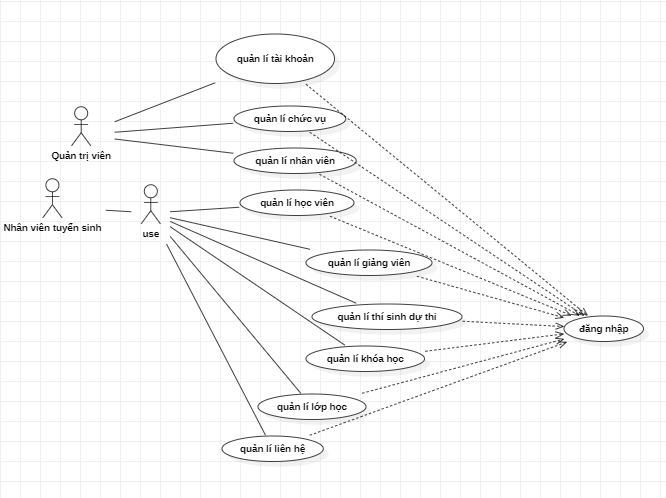 quản lí tài khoản
quản lí chức vụ
Quản trị viên
quản lí nhân viên
Nhân viên tuyển sinh
use
quản lí học viên
quản lí giảng viên
quản lí thí sinh dự thi
đăng nhập
quản lí khóa học
quản lí lớp học
quản lí liên hệ